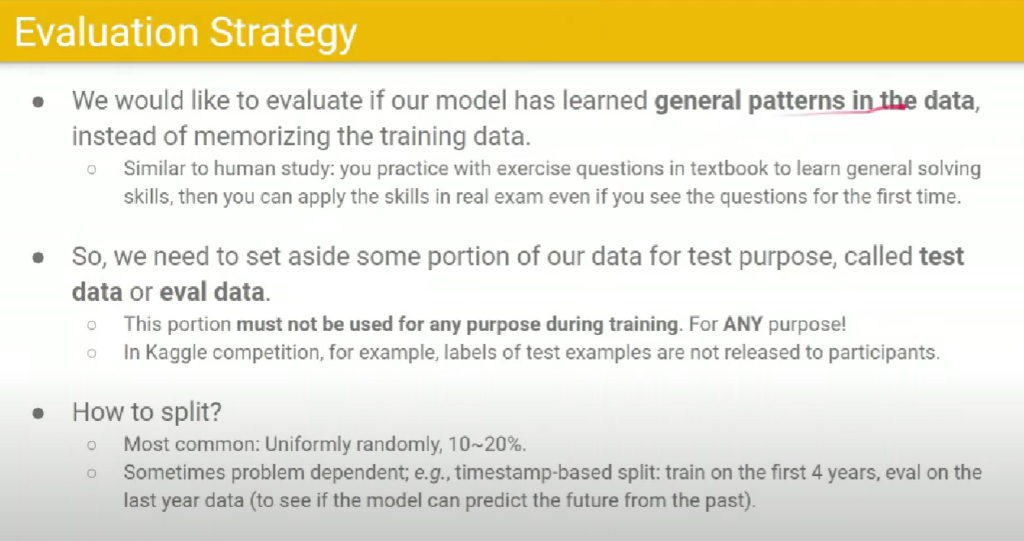 Evaluation Strategy
● We would like to evaluate if our model has learned general patterns in the data,
instead of memorizing the training data.
○ Similar to human study: you practice with exercise questions in textbook to learn general solving
skills, then you can apply the skills in real exam even if you see the questions for the first time.
● So, we need to set aside some portion of our data for test purpose, called test
data or eval data.
○ This portion must not be used for any purpose during training. For ANY purpose!
○ In Kaggle competition, for example, labels of test examples are not released to participants.
● How to split?
○ Most common: Uniformly randomly, 10~20%.
○ Sometimes problem dependent; e.g., timestamp-based split: train on the first 4 years, eval on the
last year data (to see if the model can predict the future from the past).